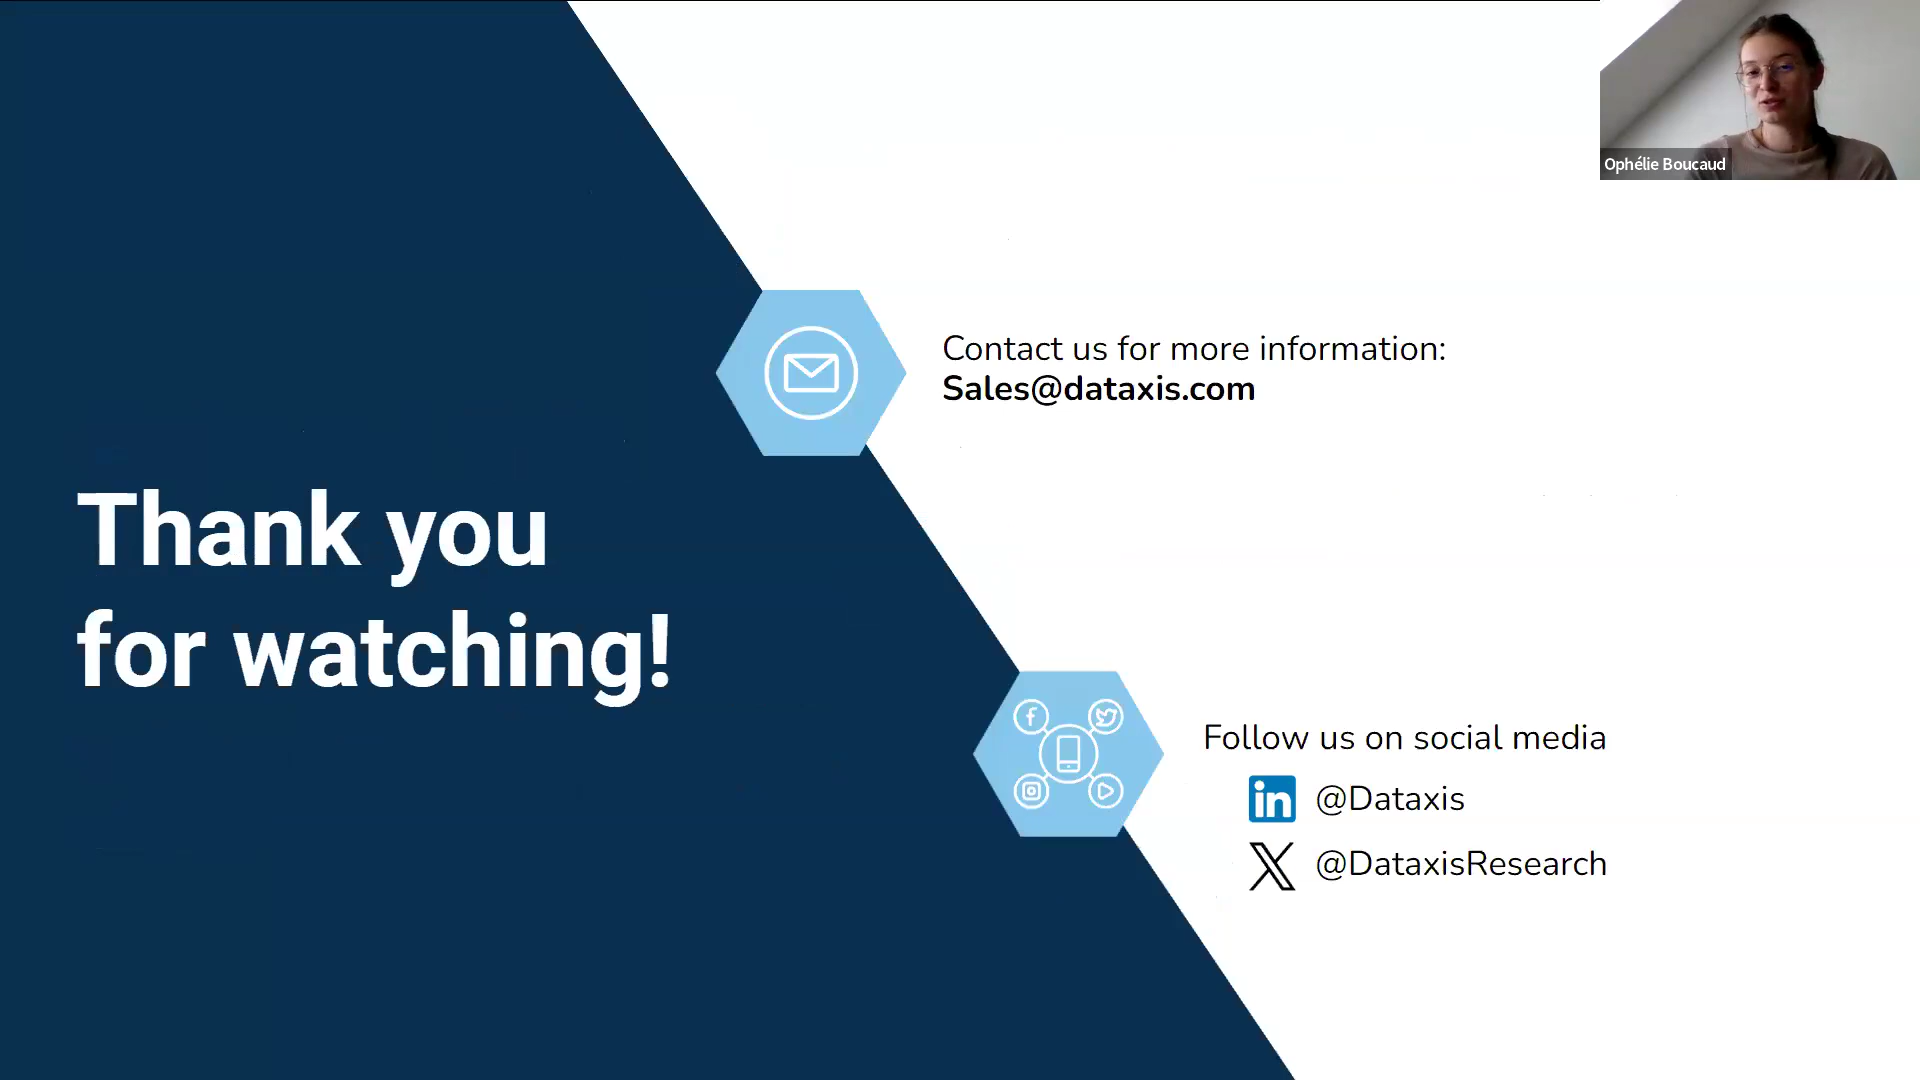 Ophélie Boucaud
Contact us for more information:
Sales@dataxis.com
Thank you
for watching!
Follow us on social media
in @Dataxis
X @DataxisResearch